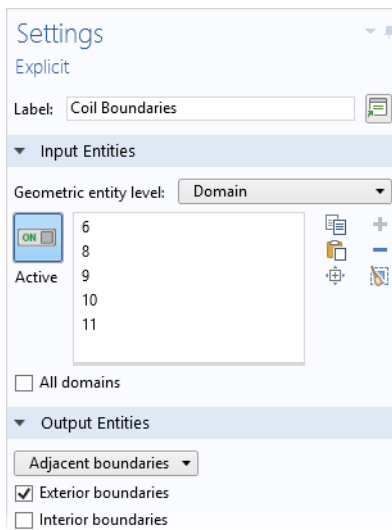 Settings
Explicit
Label: Coil Boundaries
Input Entities
Geometric entity level: Domain
ON
Active
6
8
9
10
11
All domains
Output Entities
Adjacent boundaries
Exterior boundaries
Interior boundaries